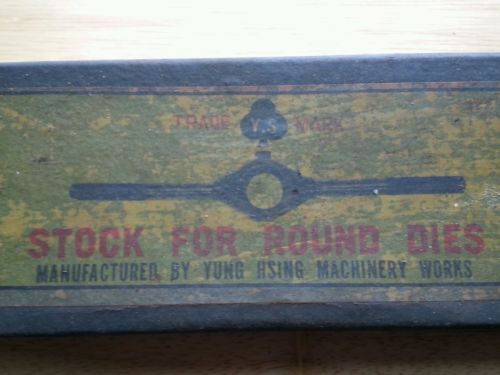 TRADE Y.S MARK
STOCK FOR ROUND DIES
MANUFACTURED BY YUNG HSING MACHINERY WORKS